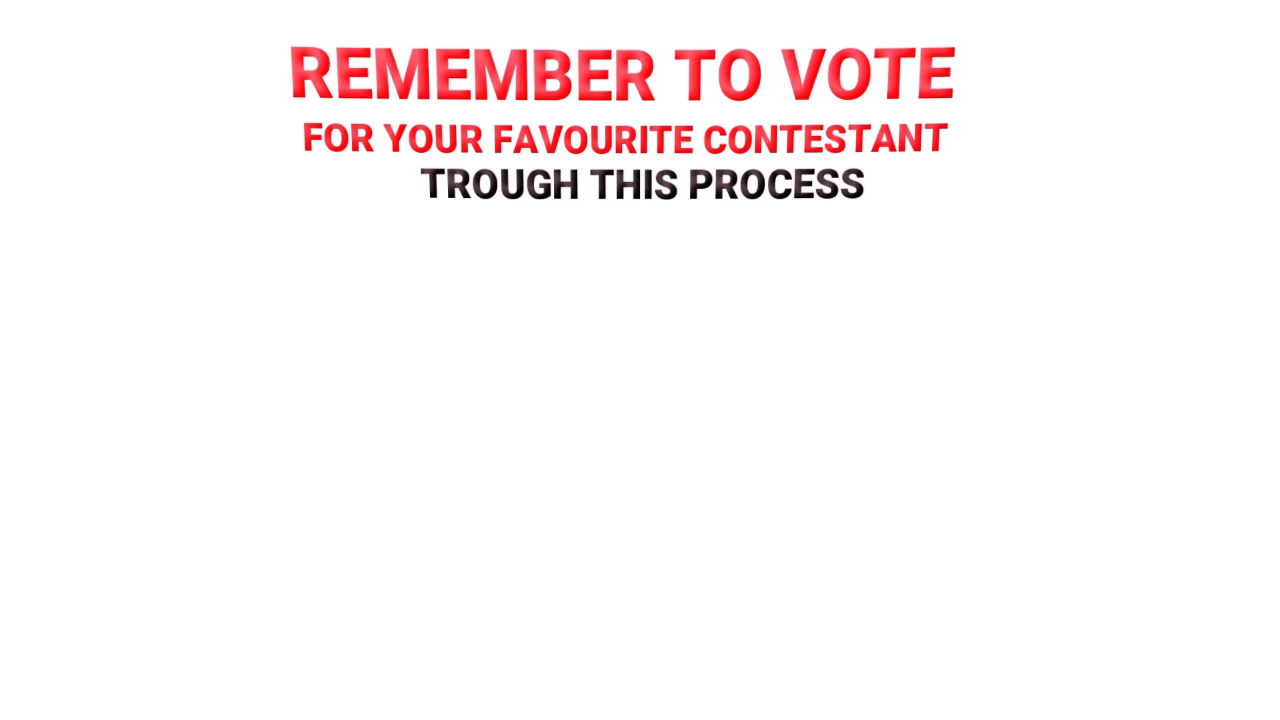 REMEMBER TO VOTE
FOR YOUR FAVOURITE CONTESTANT
TROUGH THIS PROCESS